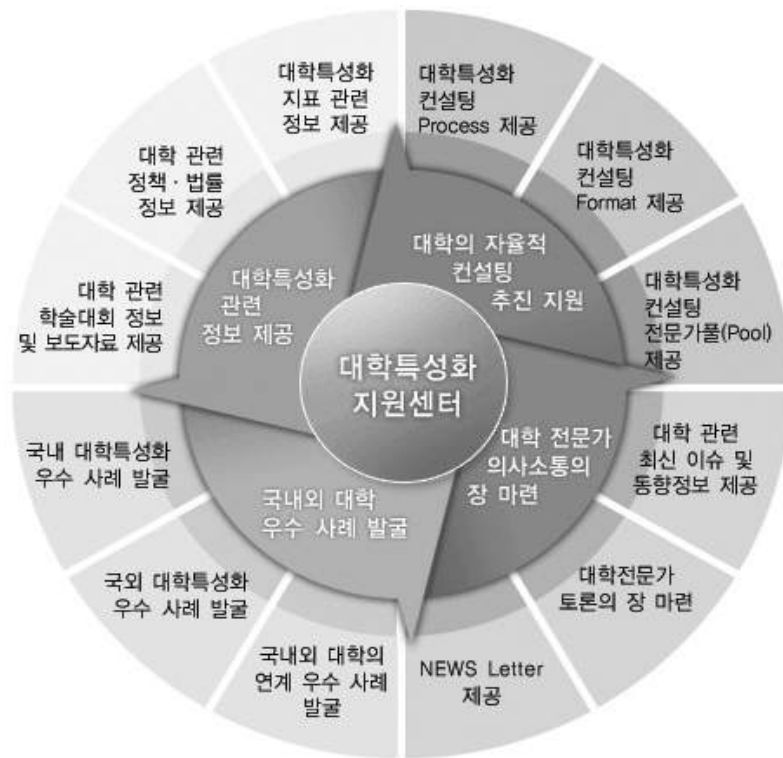 대학특성화
지표 관련
정보 제공
대학특성화
컨설팅
Process 제공
대학 관련
정책·법률
정보 제공
대학특성화
컨설팅
Format 제공
대학 관련
학술대회 정보
및 보도자료 제공
대학특성화
컨설팅
전문가풀(Pool)
제공
대학특성화
관련
정보 제공
대학의 자율적
컨설팅
추진 지원
대학특성화
지원센터
국내외 대학
우수 사례 발굴
대학 전문가
의사소통의
장 마련
국내 대학특성화
우수 사례 발굴
대학 관련
최신 이슈 및
동향정보 제공
국외 대학특성화
우수 사례 발굴
대학전문가
토론의 장 마련
국내외 대학의
연계 우수 사례
발굴
NEWS Letter
제공